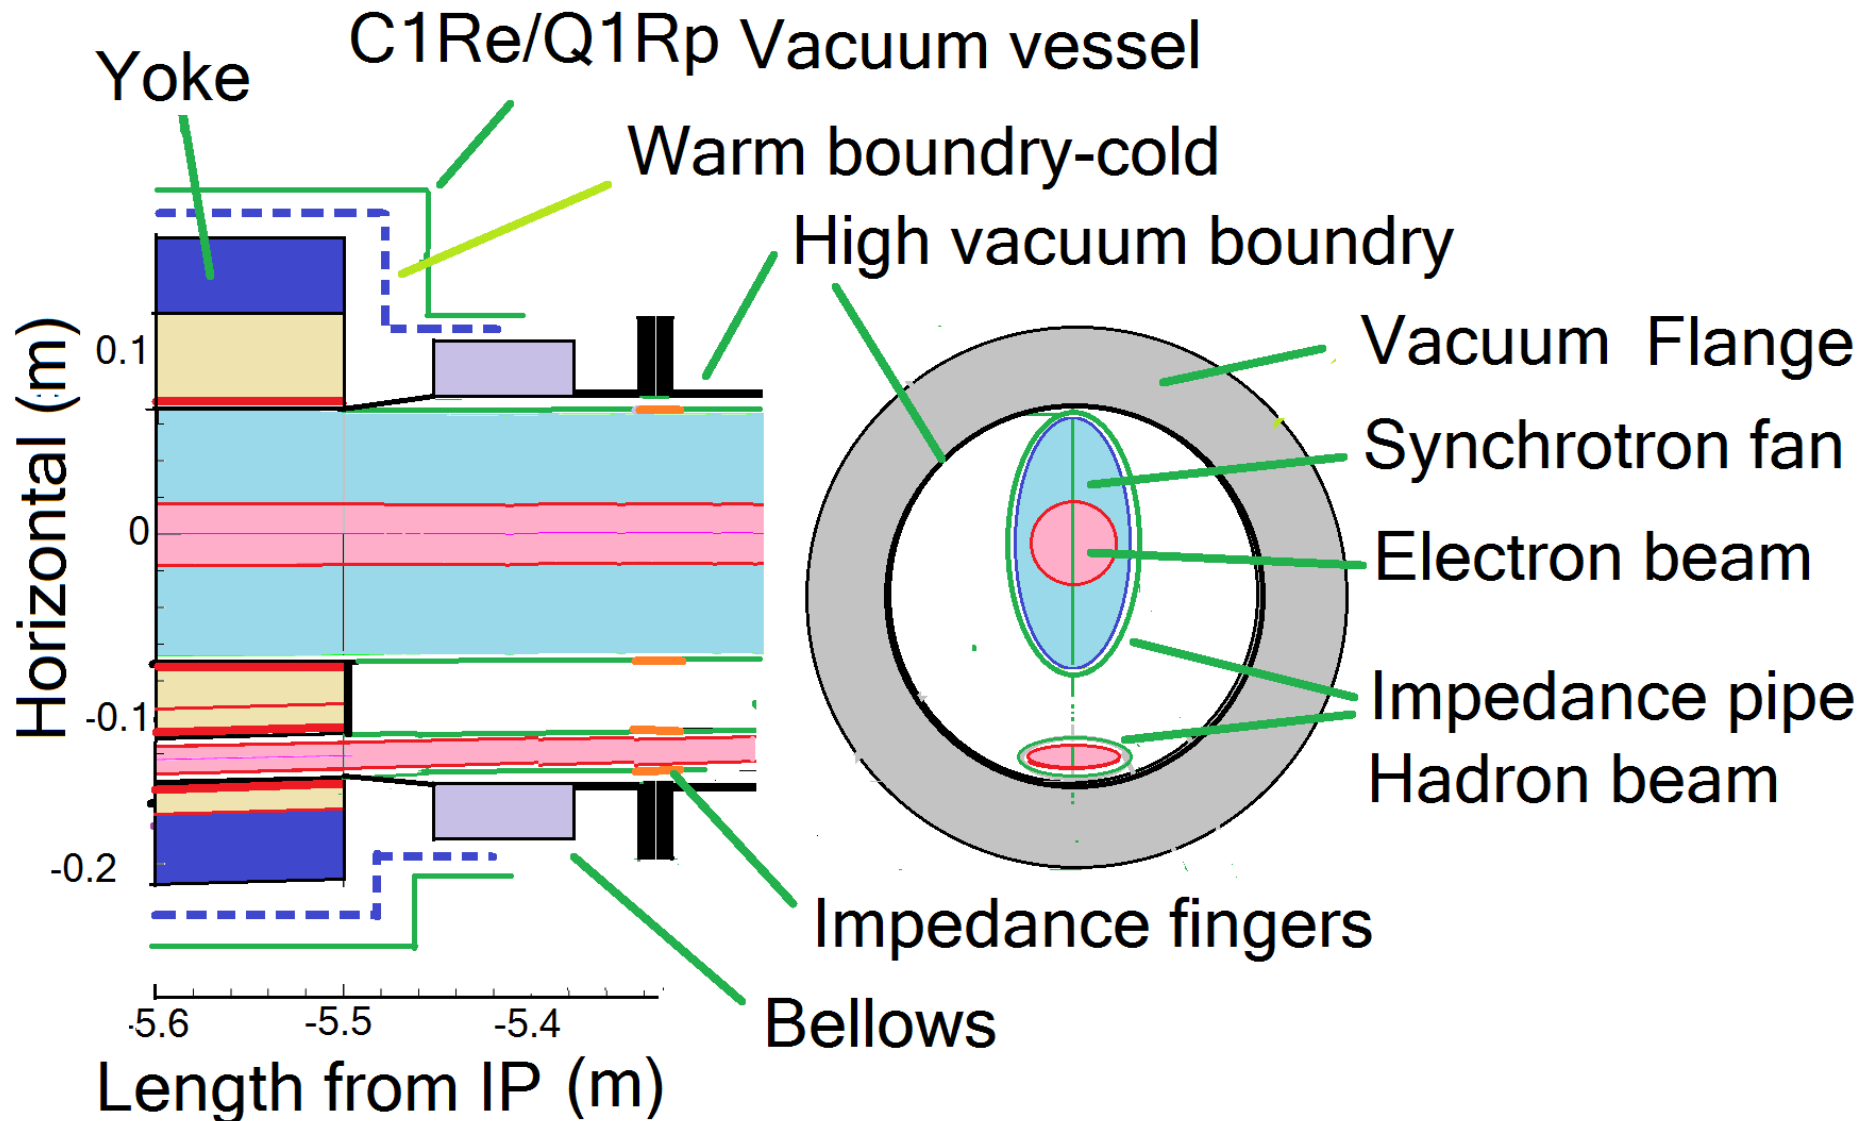 C1Re/Q1Rp Vacuum vessel
Yoke
Warm boundry-cold
High vacuum boundry
Vacuum Flange
Synchrotron fan
Electron beam
Impedance pipe
Hadron beam
Impedance fingers
Bellows
Horizontal (m)
0.1
0
-0.1
-0.2
-5.6
-5.5
-5.4
Length from IP (m)